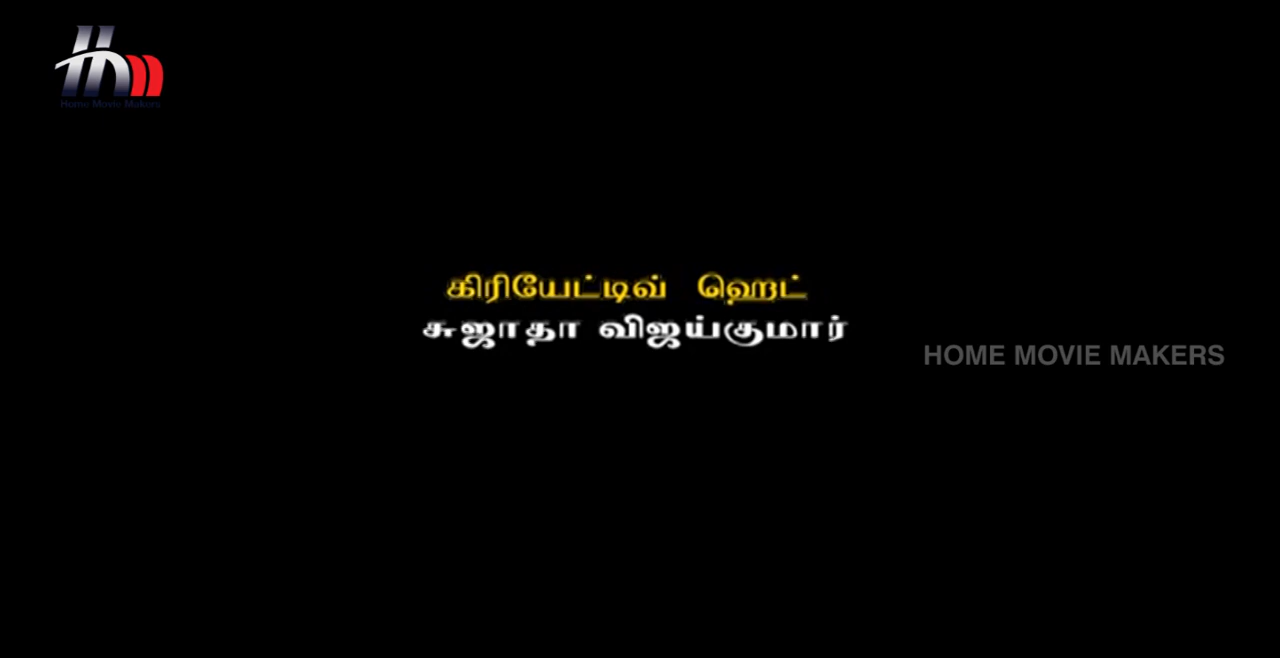 Home Movie Makers
கிரியேட்டிவ் ஹெட்
சுஜாதா விஜய்குமார்
HOME MOVIE MAKERS